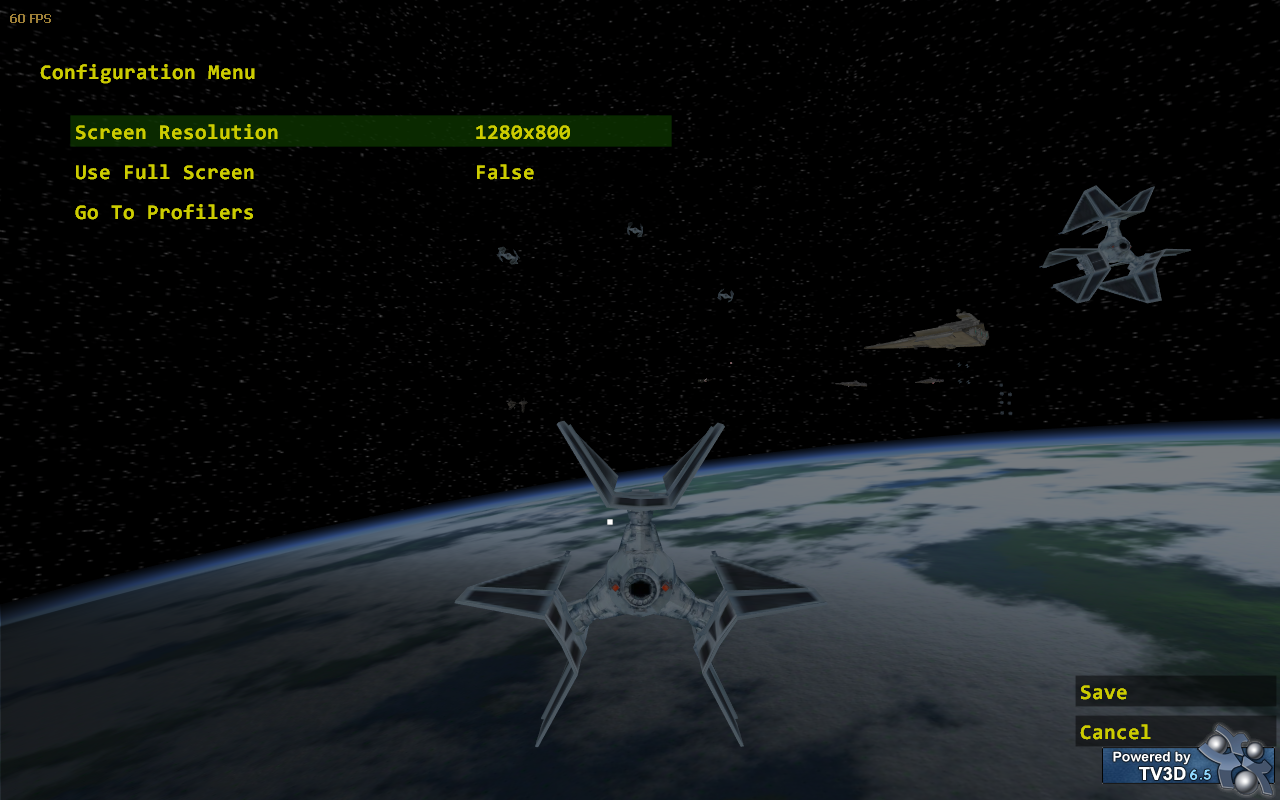 60 FPS
Configuration Menu
Screen Resolution 1280x800
Use Full Screen False
Go To Profilers
Save
Cancel
Powered by
TV3D 6.5